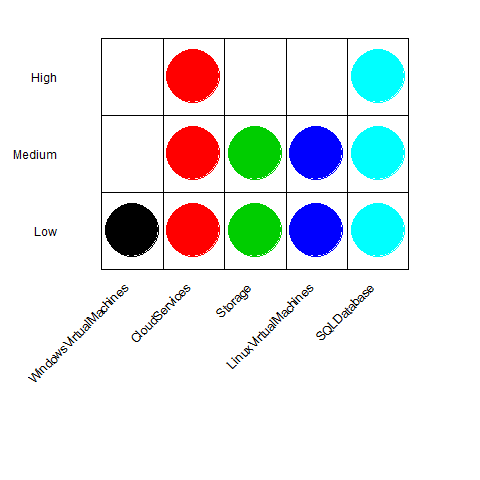 High
Medium
Low
WindowsVirtualMachines
CloudServices
Storage
LinuxVirtualMachines
SQLDatabase